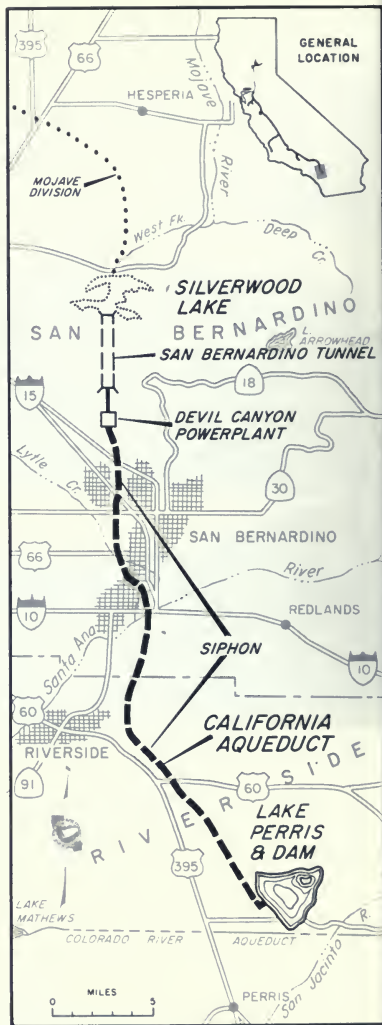 395
66
GENERAL
LOCATION
HESPERIA
Mojave
River
MOJAVE
DIVISION
West Fk.
Deep
Cr.
SILVERWOOD
LAKE
SAN BERNARDINO
L.
ARROWHEAD
SAN BERNARDINO TUNNEL
18
15
DEVIL CANYON
POWERPLANT
Lytle
Cr.
30
SAN BERNARDINO
66
River
10
REDLANDS
Santa Ana
SIPHON
10
60
CALIFORNIA
AQUEDUCT
RIVERSIDE
91
60
RIVERSIDE
LAKE
PERRIS
& DAM
395
LAKE
MATHEWS
COLORADO RIVER AQUEDUCT
San Jacinto
R.
MILES
0 5
PERRIS